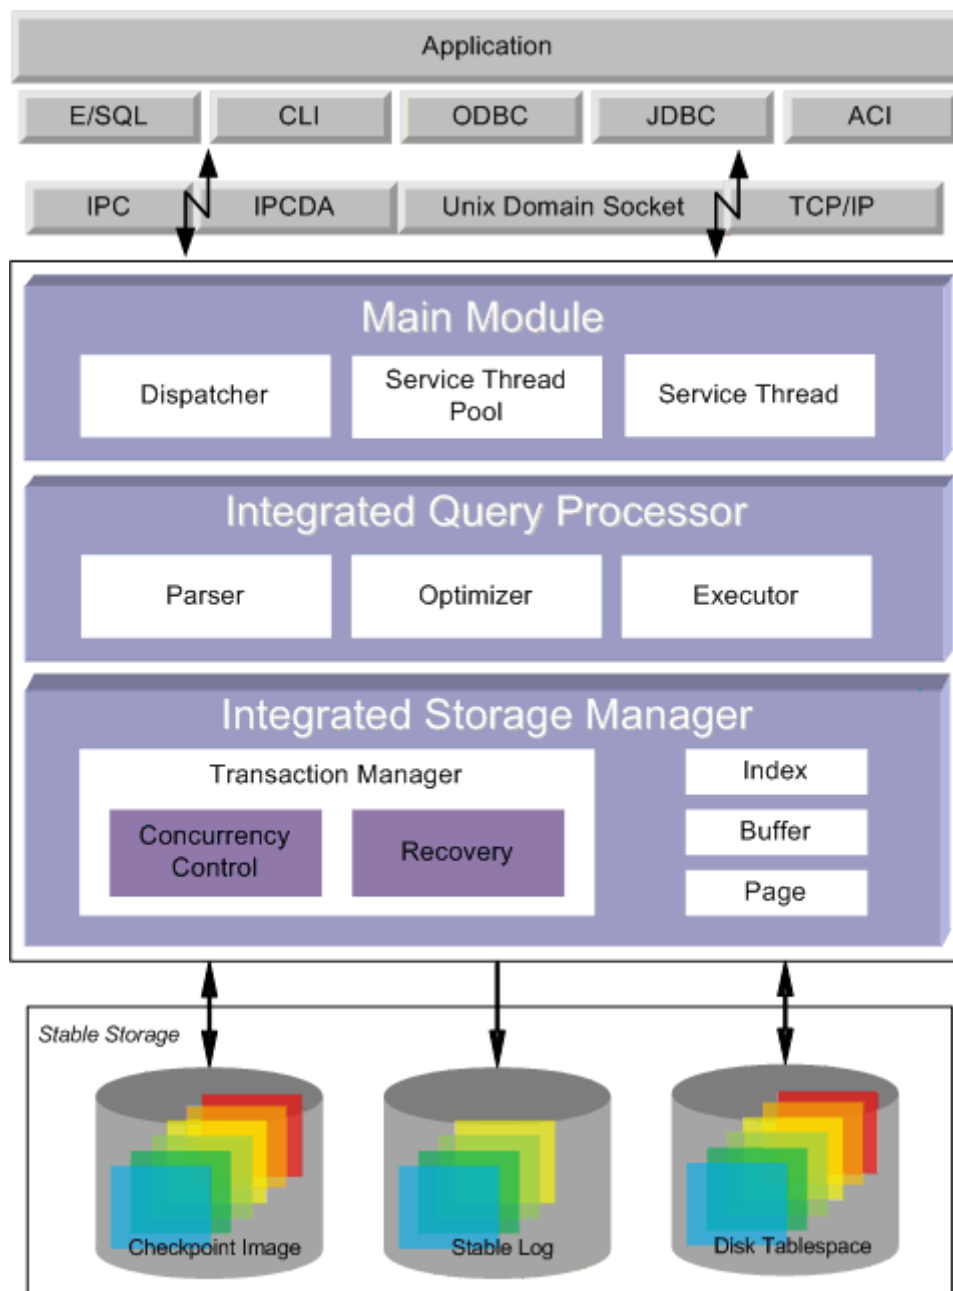 Application
E/SQL
CLI
ODBC
JDBC
ACI
IPC
IPCDA
Unix Domain Socket
TCP/IP
Main Module
Dispatcher
Service Thread
Pool
Service Thread
Integrated Query Processor
Parser
Optimizer
Executor
Integrated Storage Manager
Transaction Manager
Concurrency
Control
Recovery
Index
Buffer
Page
Stable Storage
Checkpoint Image
Stable Log
Disk Tablespace